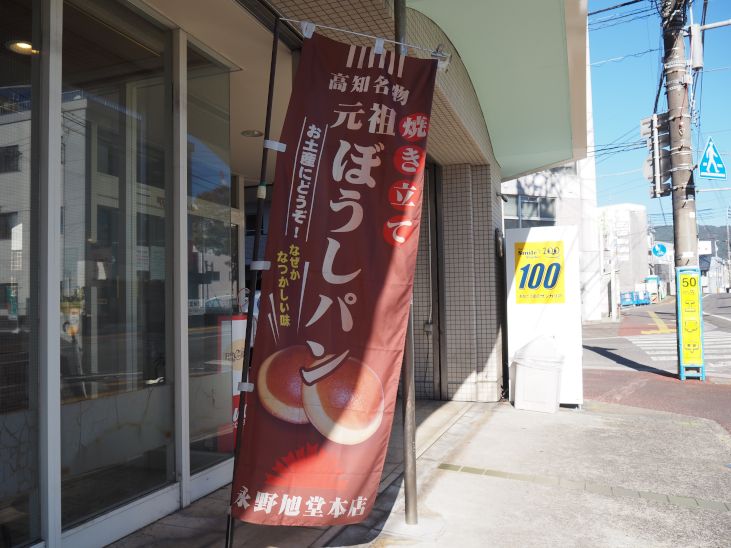 高知名物
元祖
焼き立て
ぼうしパン
お土産にどうぞ!
なぜか
なつかしい味
永野旭堂本店
100
50